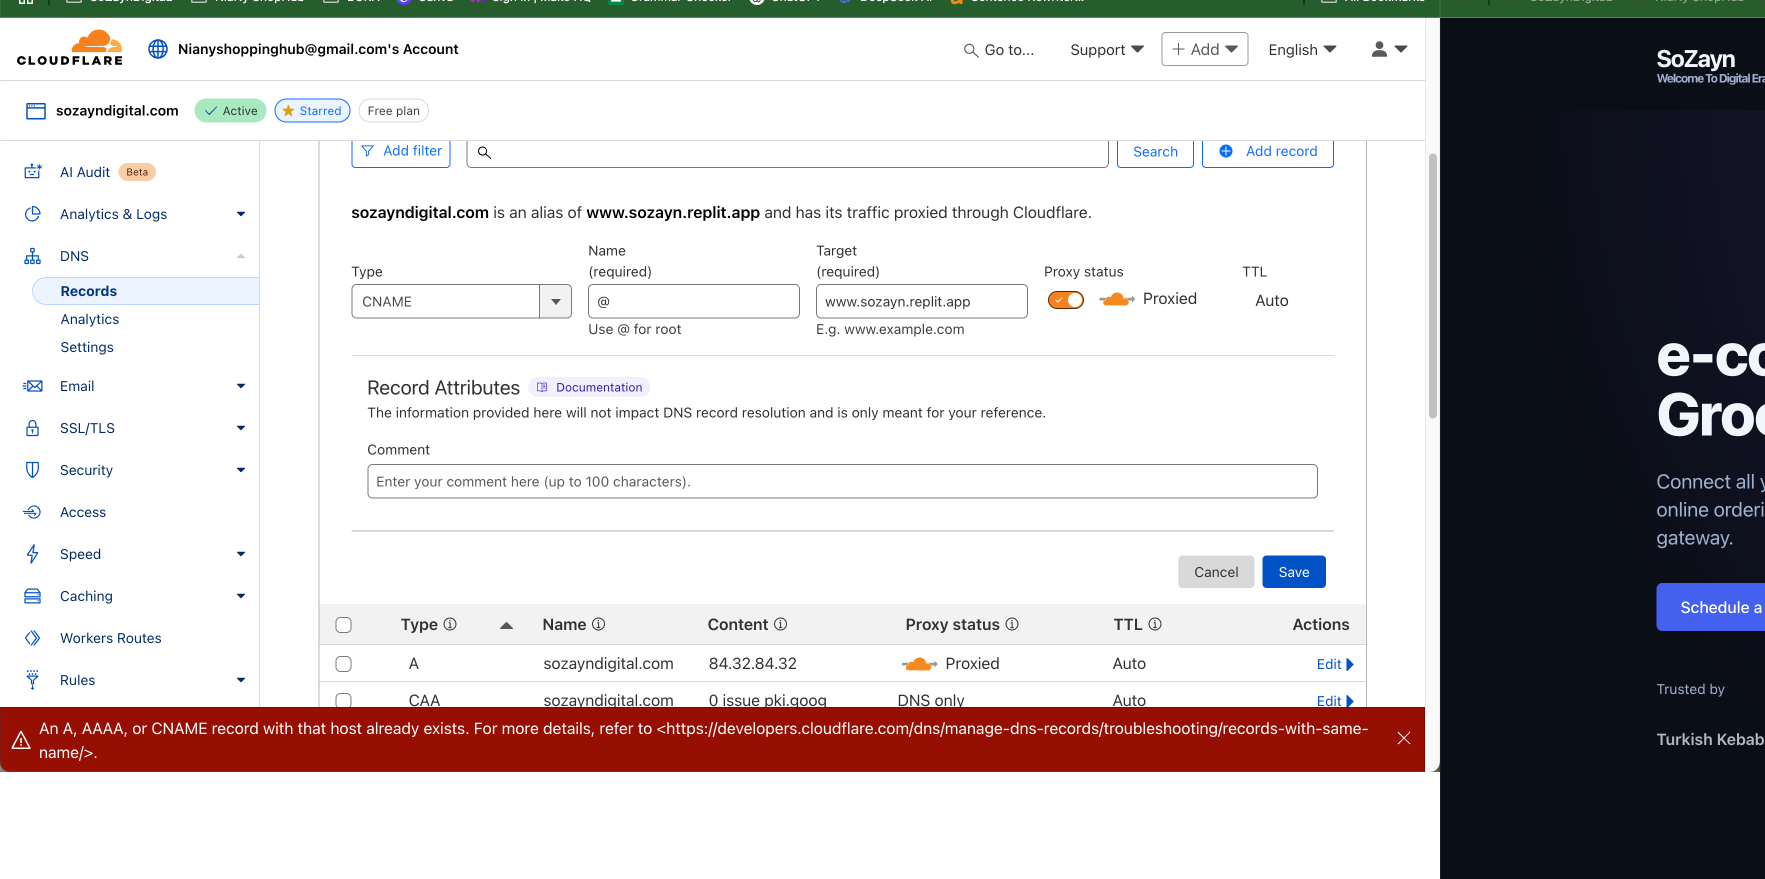 CLOUDFLARE
Nianyshoppinghub@gmail.com's Account
Go to...
Support
Add
English
sozayndigital.com
Active
Starred
Free plan
AI Audit
Beta
Analytics & Logs
DNS
Records
Analytics
Settings
Email
SSL/TLS
Security
Access
Speed
Caching
Workers Routes
Rules
Add filter
Search
Add record
sozayndigital.com is an alias of www.sozayn.replit.app and has its traffic proxied through Cloudflare.
Type
Name
(required)
Target
(required)
Proxy status
TTL
CNAME
@
www.sozayn.replit.app
Proxied
Auto
Use @ for root
E.g. www.example.com
Record Attributes
Documentation
The information provided here will not impact DNS record resolution and is only meant for your reference.
Comment
Enter your comment here (up to 100 characters).
Cancel
Save
Type Name Content Proxy status TTL Actions
A sozayndigital.com 84.32.84.32 Proxied Auto Edit
CAA sozayndigital.com 0 issue pki.goog DNS only Auto Edit
An A, AAAA, or CNAME record with that host already exists. For more details, refer to <https://developers.cloudflare.com/dns/manage-dns-records/troubleshooting/records-with-same-
name/>.
SoZayn
Welcome To Digital Era
e-co
Groc
Connect all y
online orderi
gateway.
Schedule a
Trusted by
Turkish Kebab